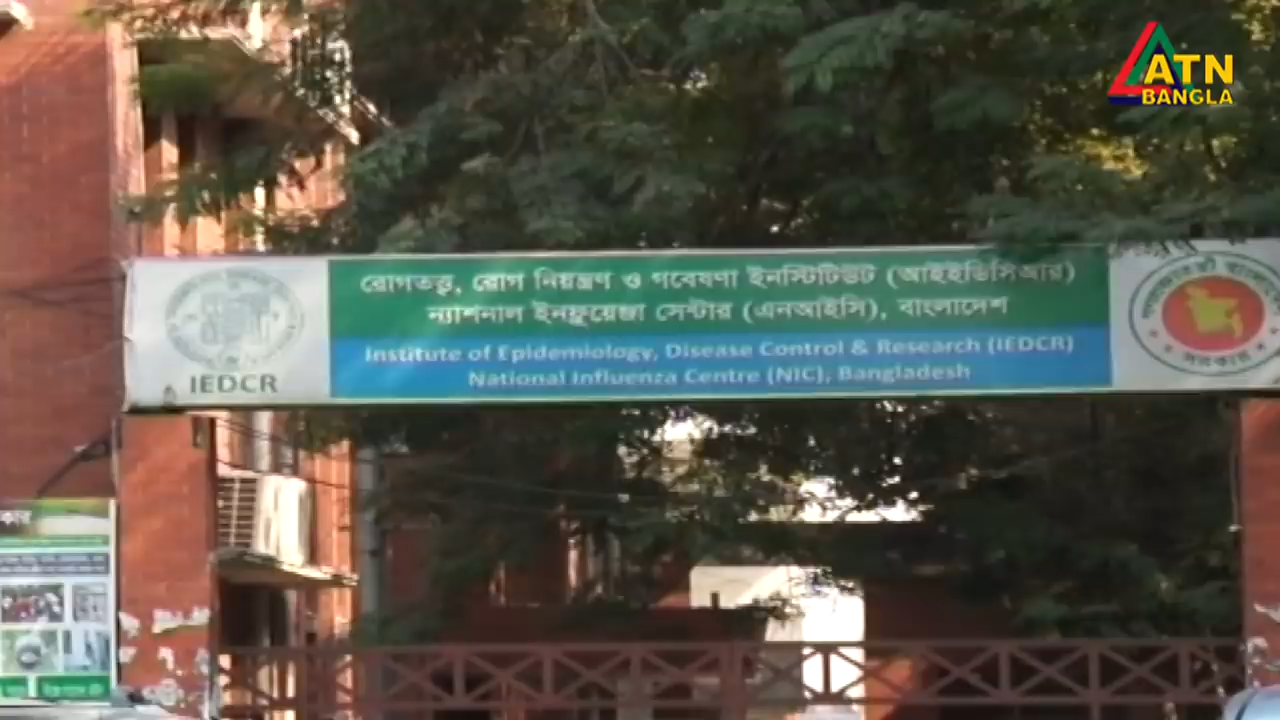 ATN
BANGLA
রোগতত্ত্ব, রোগ নিয়ন্ত্রণ ও গবেষণা ইনস্টিটিউট (আইইডিসিআর)
ন্যাশনাল ইনফ্লুয়েঞ্জা সেন্টার (এনআইসি), বাংলাদেশ
Institute of Epidemiology, Disease Control & Research (IEDCR)
National Influenza Centre (NIC), Bangladesh
IEDCR
সরকার